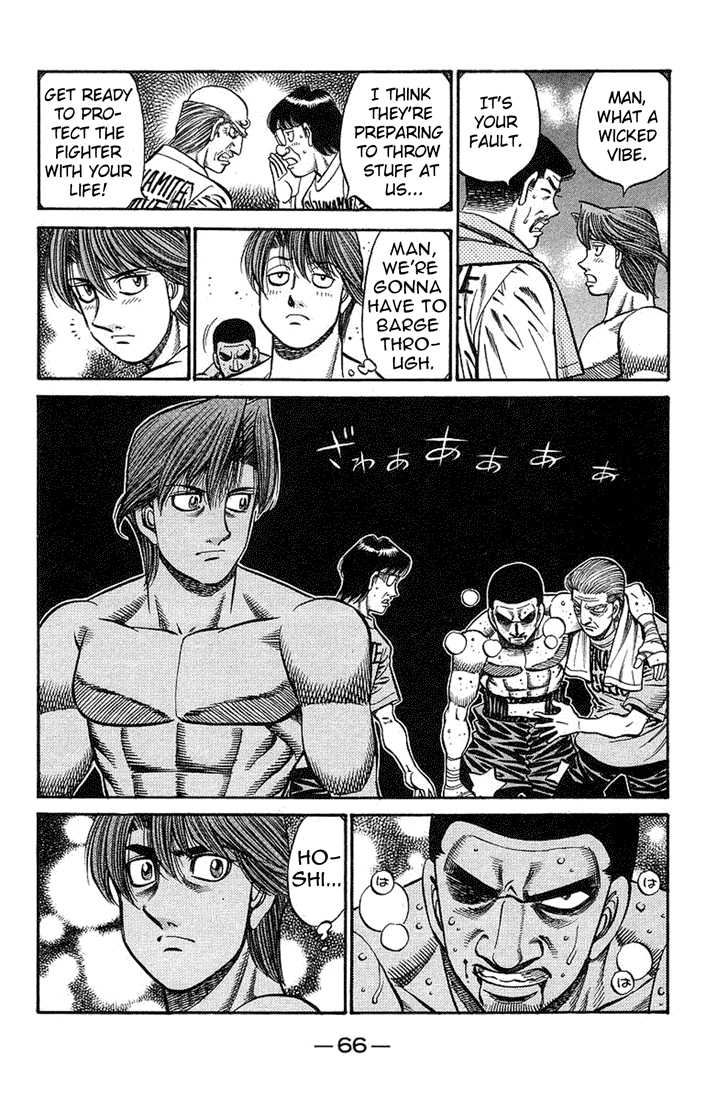 MAN,
WHAT A
WICKED
VIBE.
IT'S
YOUR
FAULT.
I THINK
THEY'RE
PREPARING
TO THROW
STUFF AT
US...
GET READY
TO PRO-
TECT THE
FIGHTER
WITH YOUR
LIFE!
MAN,
WE'RE
GONNA
HAVE TO
BARGE
THRO-
UGH.
ざわあ ああ あ あ
は
は
は
HO-
SHI...
—66—